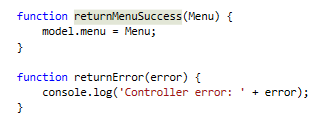 function returnMenuSuccess(Menu) {
    model.menu = Menu;
}

function returnError(error) {
    console.log('Controller error: ' + error);
}